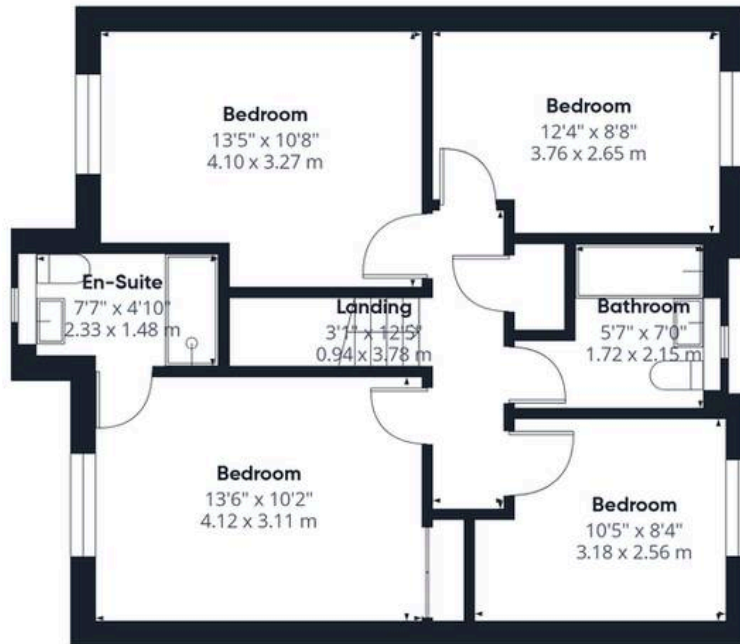 Bedroom
13'5" x 10'8"
4.10 x 3.27 m
Bedroom
12'4" x 8'8"
3.76 x 2.65 m
En-Suite
7'7" x 4'10"
2.33 x 1.48 m
Landing
3'1" x 12'5"
0.94 x 3.78 m
Bathroom
5'7" x 7'0"
1.72 x 2.15 m
Bedroom
13'6" x 10'2"
4.12 x 3.11 m
Bedroom
10'5" x 8'4"
3.18 x 2.56 m